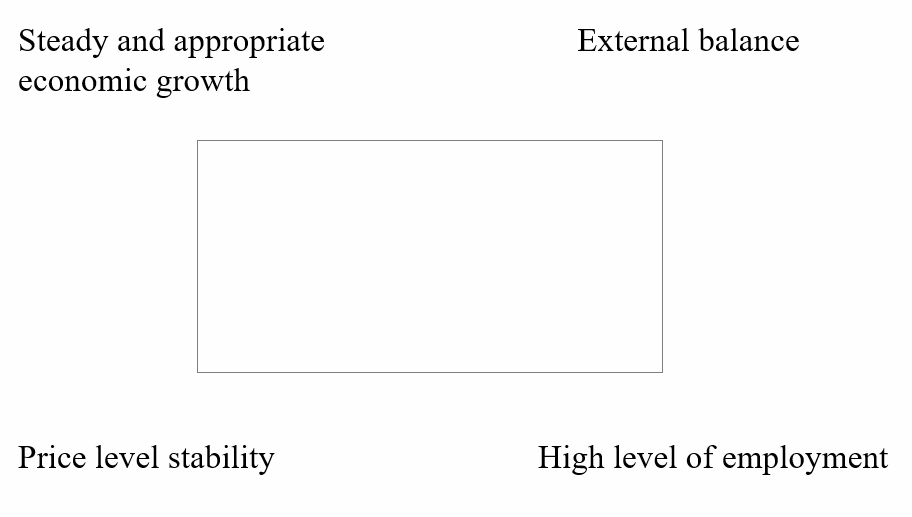 Steady and appropriate
economic growth
External balance
Price level stability
High level of employment